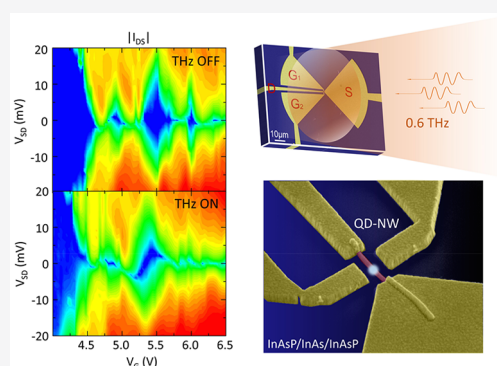 |I_DS|
20
THz OFF
10
0
-10
V_SD (mV)
20
THz ON
10
0
-10
-20
V_SD (mV)
4.5 5.0 5.5 6.0 6.5
V_G (V)
G1
G2
S
D
10μm
0.6 THz
QD-NW
InAsP/InAs/InAsP